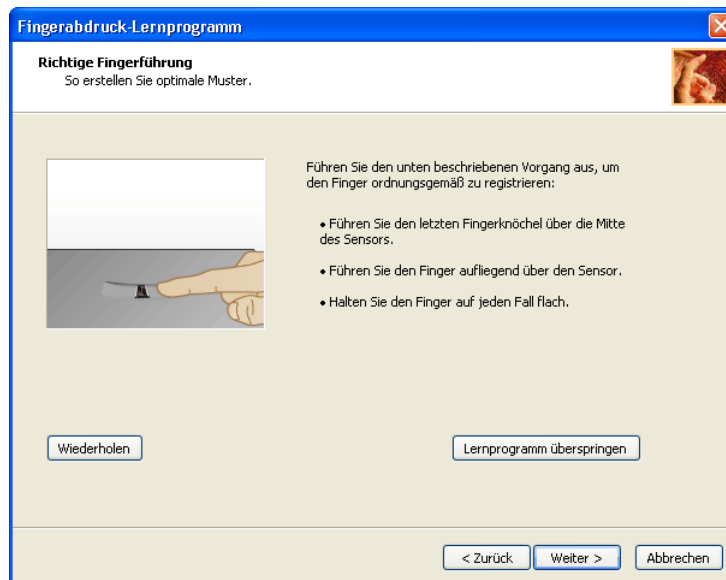 Fingerabdruck-Lernprogramm
Richtige Fingerführung
So erstellen Sie optimale Muster.
Führen Sie den unten beschriebenen Vorgang aus, um
den Finger ordnungsgemäß zu registrieren:
• Führen Sie den letzten Fingerknöchel über die Mitte
des Sensors.
• Führen Sie den Finger aufliegend über den Sensor.
• Halten Sie den Finger auf jeden Fall flach.
Wiederholen
Lernprogramm überspringen
< Zurück
Weiter >
Abbrechen